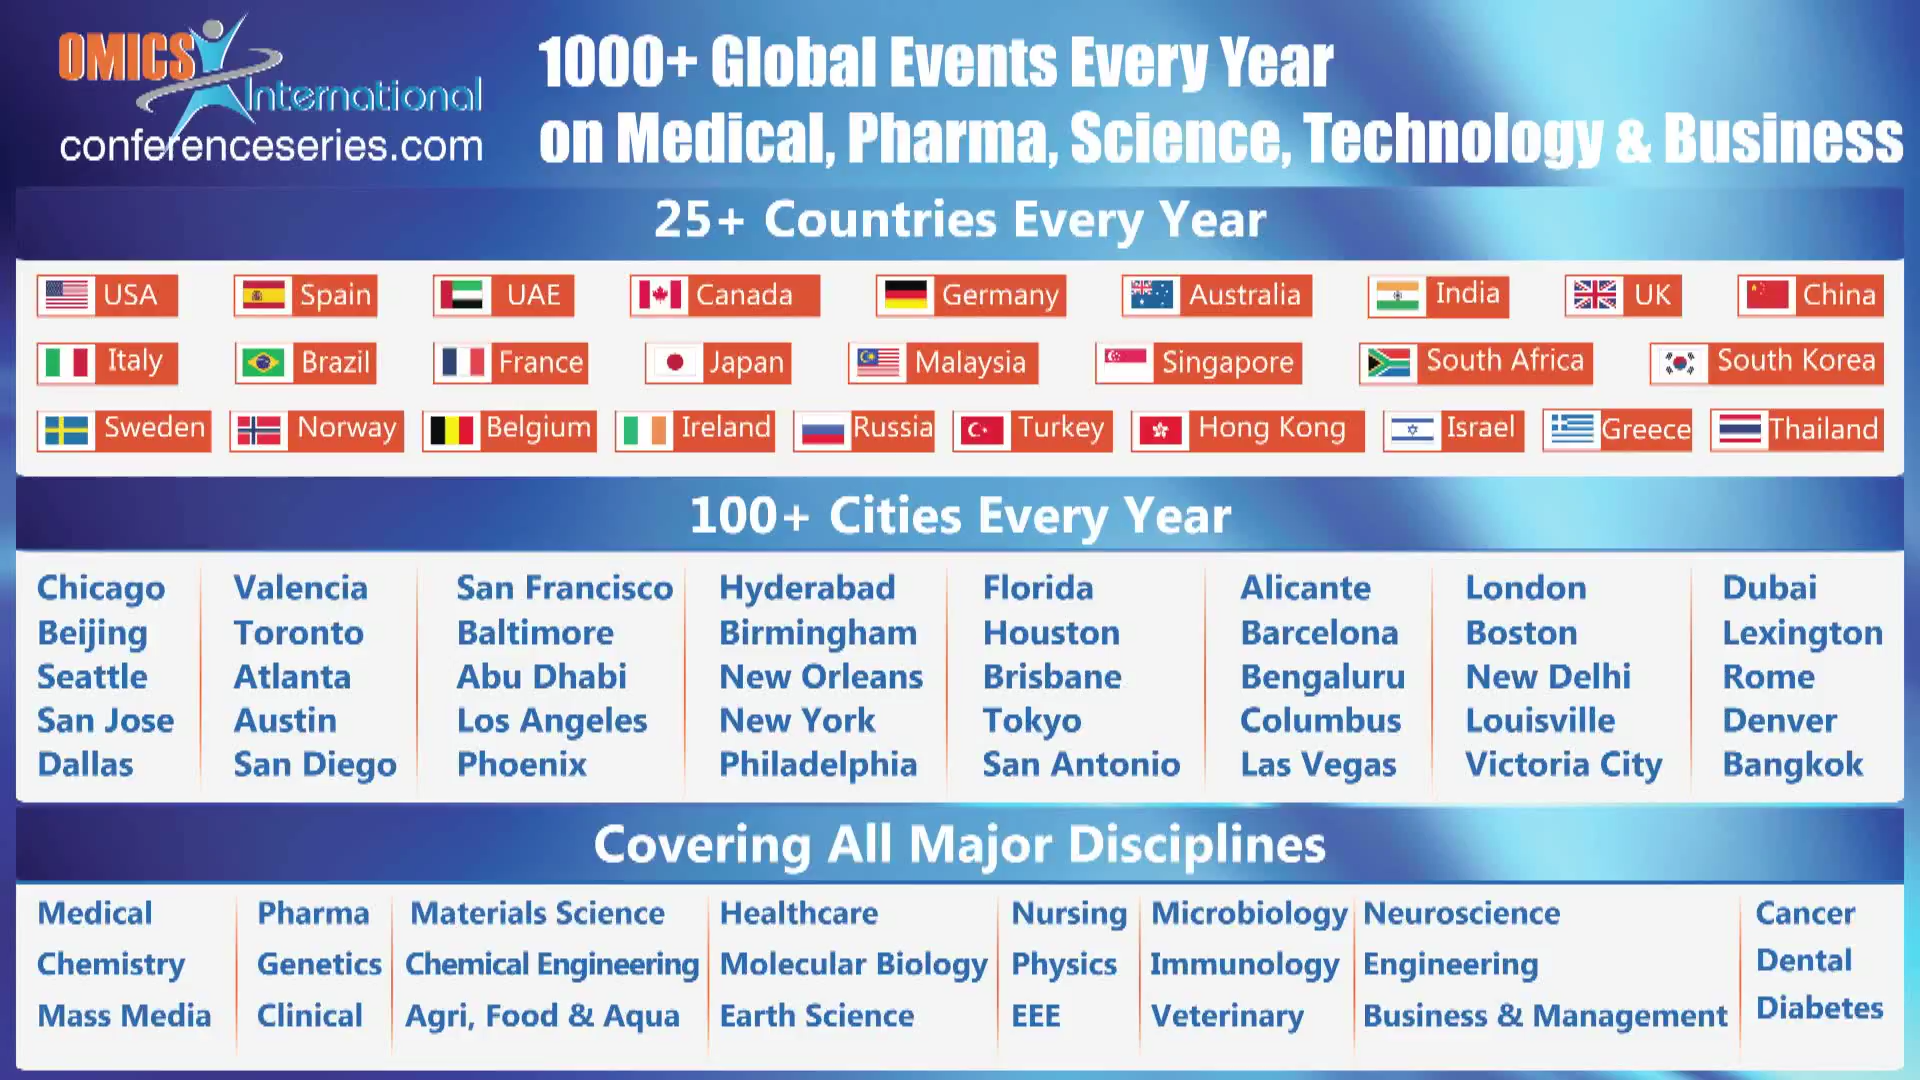 OMICS International
conferenceseries.com
1000+ Global Events Every Year
on Medical, Pharma, Science, Technology & Business
25+ Countries Every Year
USA Spain UAE Canada Germany Australia India UK China
Italy Brazil France Japan Malaysia Singapore South Africa South Korea
Sweden Norway Belgium Ireland Russia Turkey Hong Kong Israel Greece Thailand
100+ Cities Every Year
Chicago Valencia San Francisco Hyderabad Florida Alicante London Dubai
Beijing Toronto Baltimore Birmingham Houston Barcelona Boston Lexington
Seattle Atlanta Abu Dhabi New Orleans Brisbane Bengaluru New Delhi Rome
San Jose Austin Los Angeles New York Tokyo Columbus Louisville Denver
Dallas San Diego Phoenix Philadelphia San Antonio Las Vegas Victoria City Bangkok
Covering All Major Disciplines
Medical Pharma Materials Science Healthcare Nursing Microbiology Neuroscience Cancer
Chemistry Genetics Chemical Engineering Molecular Biology Physics Immunology Engineering Dental
Mass Media Clinical Agri, Food & Aqua Earth Science EEE Veterinary Business & Management Diabetes